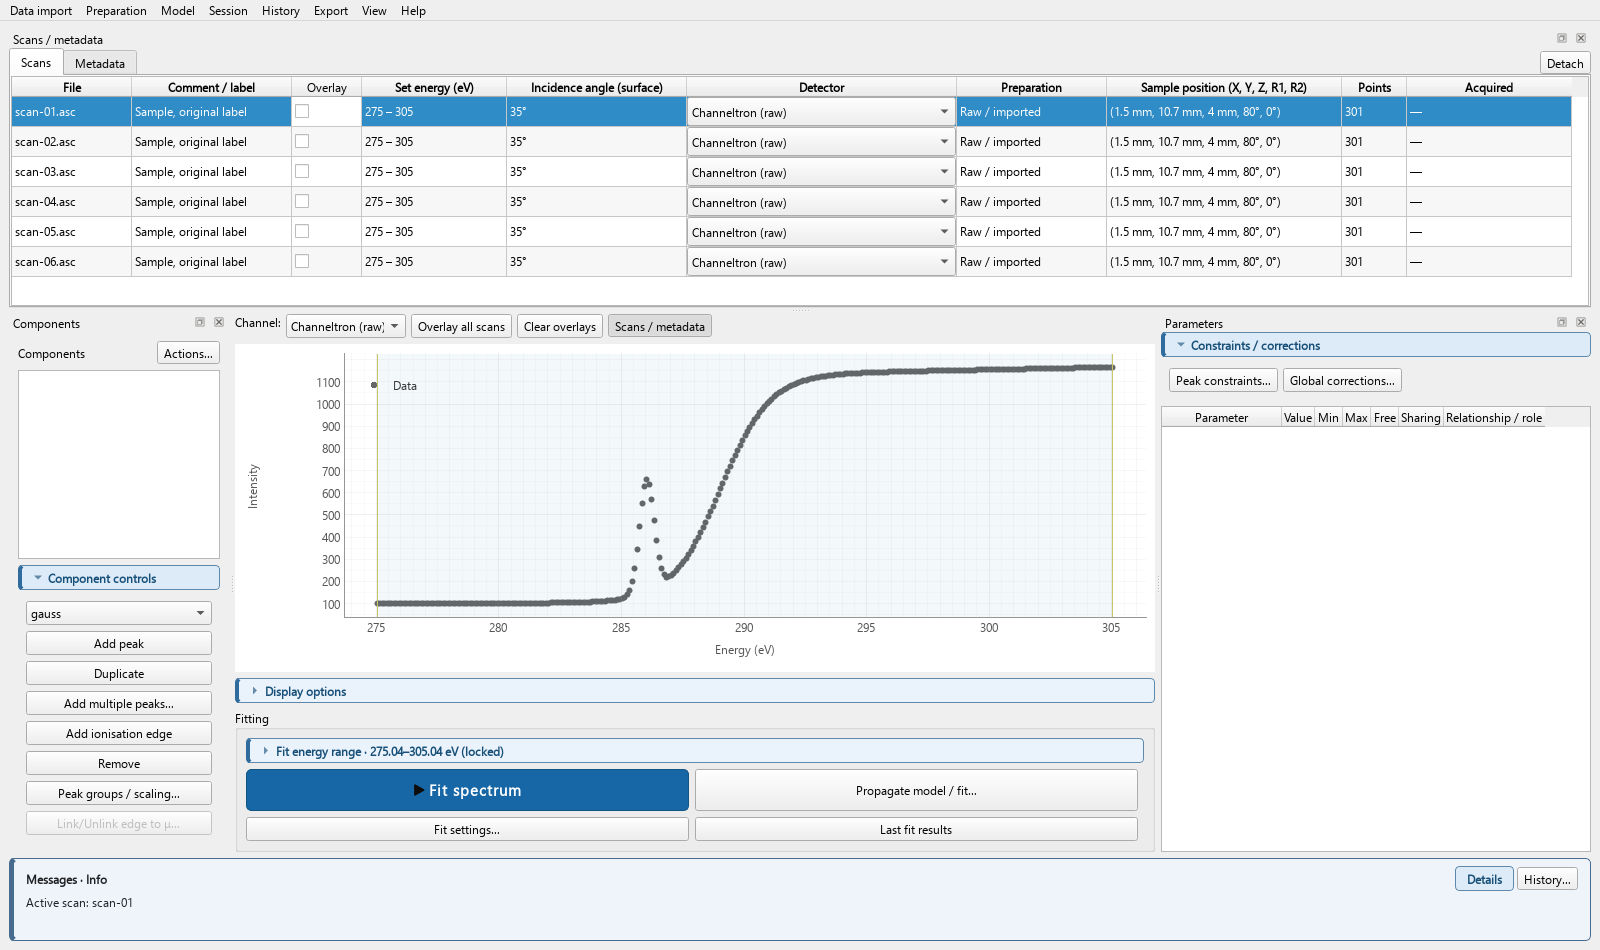 Data import Preparation Model Session History Export View Help
Scans / metadata
Scans Metadata Detach
File Comment / label Overlay Set energy (eV) Incidence angle (surface) Detector Preparation Sample position (X, Y, Z, R1, R2) Points Acquired
scan-01.asc Sample, original label 275 – 305 35° Channeltron (raw) Raw / imported (1.5 mm, 10.7 mm, 4 mm, 80°, 0°) 301 —
scan-02.asc Sample, original label 275 – 305 35° Channeltron (raw) Raw / imported (1.5 mm, 10.7 mm, 4 mm, 80°, 0°) 301 —
scan-03.asc Sample, original label 275 – 305 35° Channeltron (raw) Raw / imported (1.5 mm, 10.7 mm, 4 mm, 80°, 0°) 301 —
scan-04.asc Sample, original label 275 – 305 35° Channeltron (raw) Raw / imported (1.5 mm, 10.7 mm, 4 mm, 80°, 0°) 301 —
scan-05.asc Sample, original label 275 – 305 35° Channeltron (raw) Raw / imported (1.5 mm, 10.7 mm, 4 mm, 80°, 0°) 301 —
scan-06.asc Sample, original label 275 – 305 35° Channeltron (raw) Raw / imported (1.5 mm, 10.7 mm, 4 mm, 80°, 0°) 301 —
Components
Components Actions...
Component controls
gauss
Add peak
Duplicate
Add multiple peaks...
Add ionisation edge
Remove
Peak groups / scaling...
Link/Unlink edge to μ...
Channel: Channeltron (raw) Overlay all scans Clear overlays Scans / metadata
Data
Intensity
1100
1000
900
800
700
600
500
400
300
200
100
275 280 285 290 295 300 305
Energy (eV)
Display options
Fitting
Fit energy range · 275.04–305.04 eV (locked)
Fit spectrum Propagate model / fit...
Fit settings... Last fit results
Parameters
Constraints / corrections
Peak constraints... Global corrections...
Parameter Value Min Max Free Sharing Relationship / role
Messages · Info Details History...
Active scan: scan-01